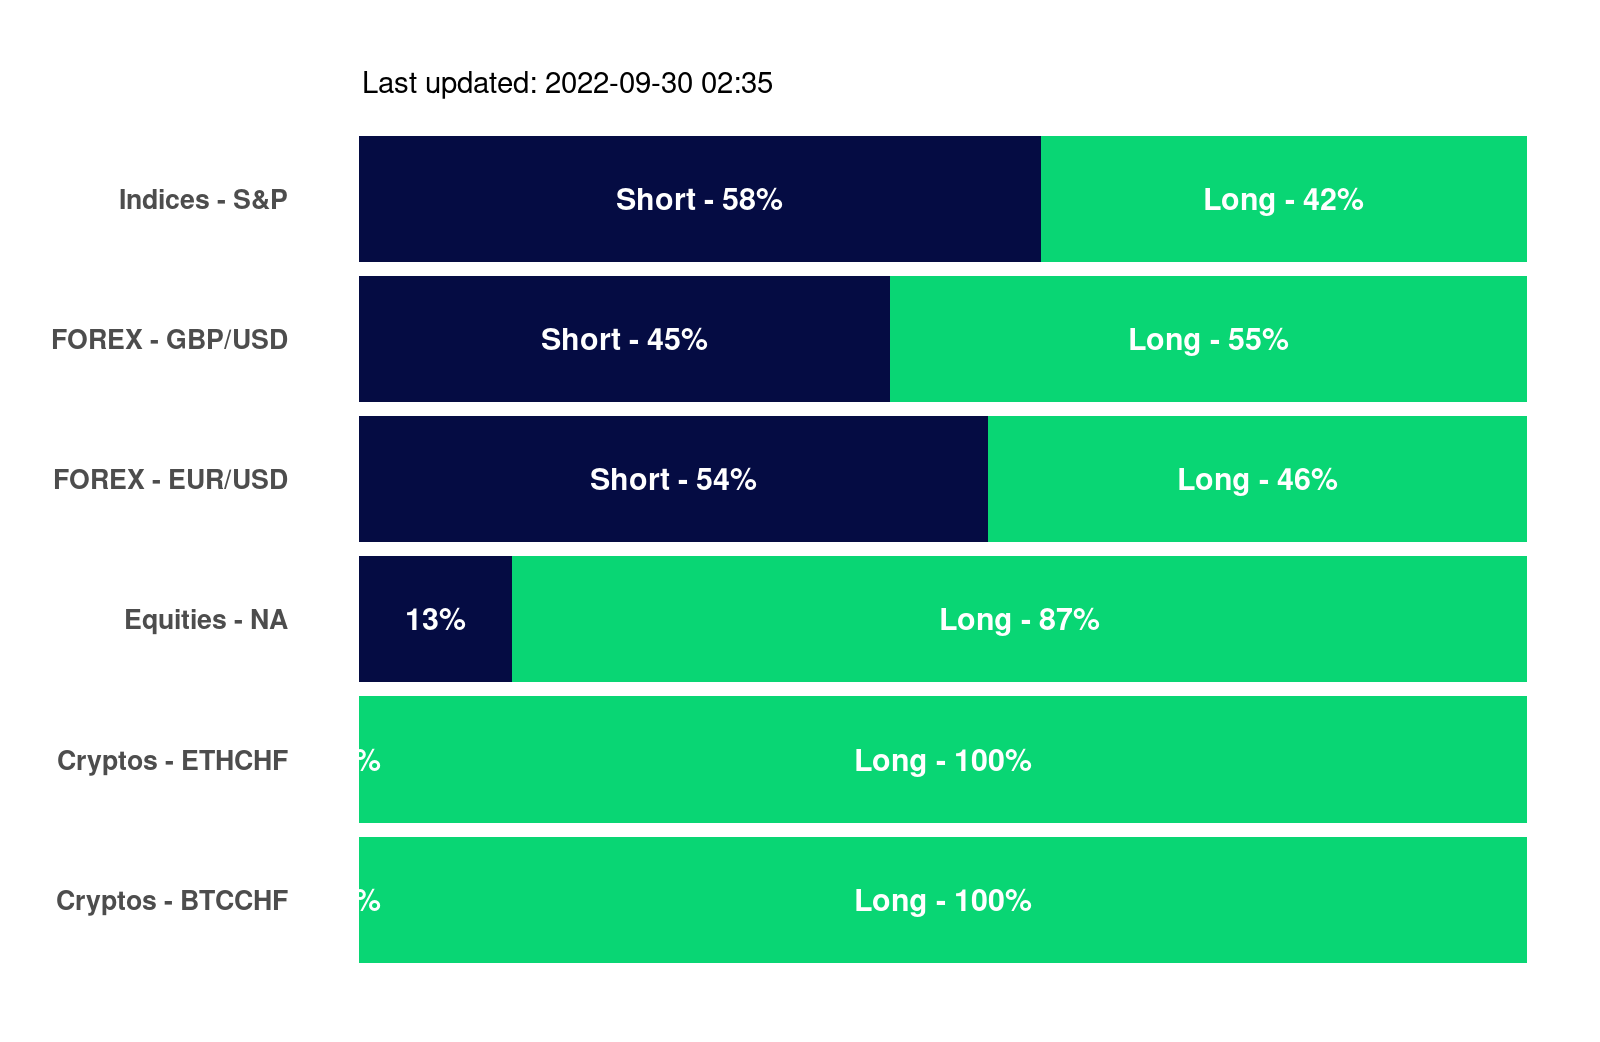 Last updated: 2022-09-30 02:35
Indices - S&P Short - 58% Long - 42%
FOREX - GBP/USD Short - 45% Long - 55%
FOREX - EUR/USD Short - 54% Long - 46%
Equities - NA 13% Long - 87%
Cryptos - ETHCHF % Long - 100%
Cryptos - BTCCHF % Long - 100%